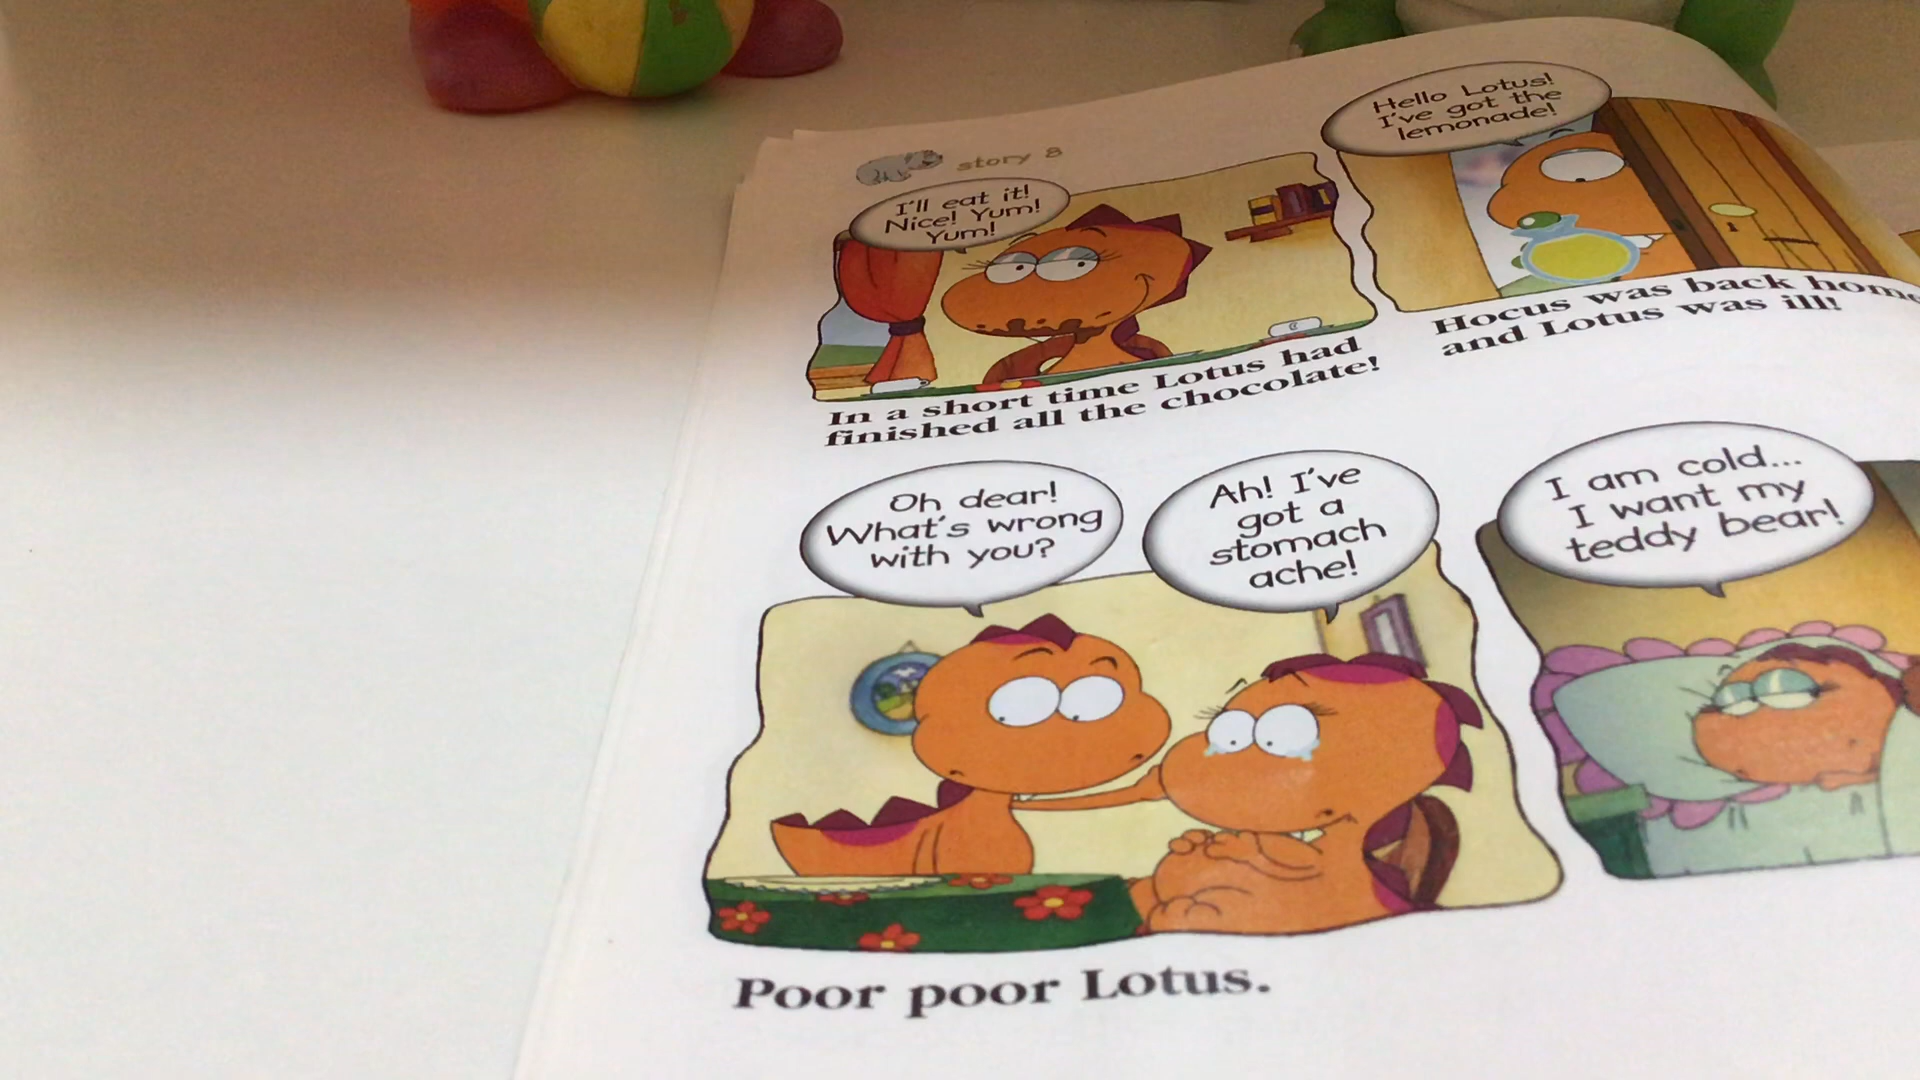 story 8
I'll eat it!
Nice! Yum!
Yum!
In a short time Lotus had
finished all the chocolate!
Hello Lotus!
I've got the
lemonade!
Hocus was back home
and Lotus was ill!
Oh dear!
What's wrong
with you?
Ah! I've
got a
stomach
ache!
Poor poor Lotus.
I am cold...
I want my
teddy bear!